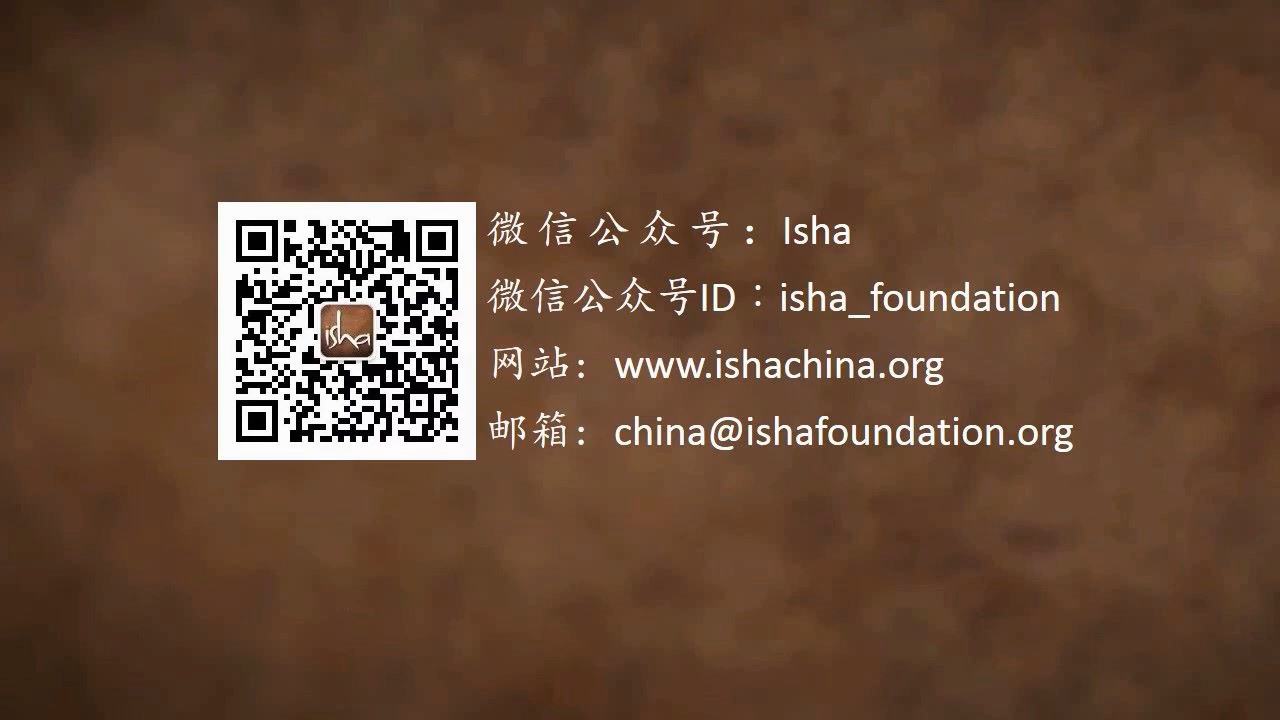 微信公众号：Isha
微信公众号ID：isha_foundation
网站：www.ishachina.org
邮箱：china@ishafoundation.org
isha